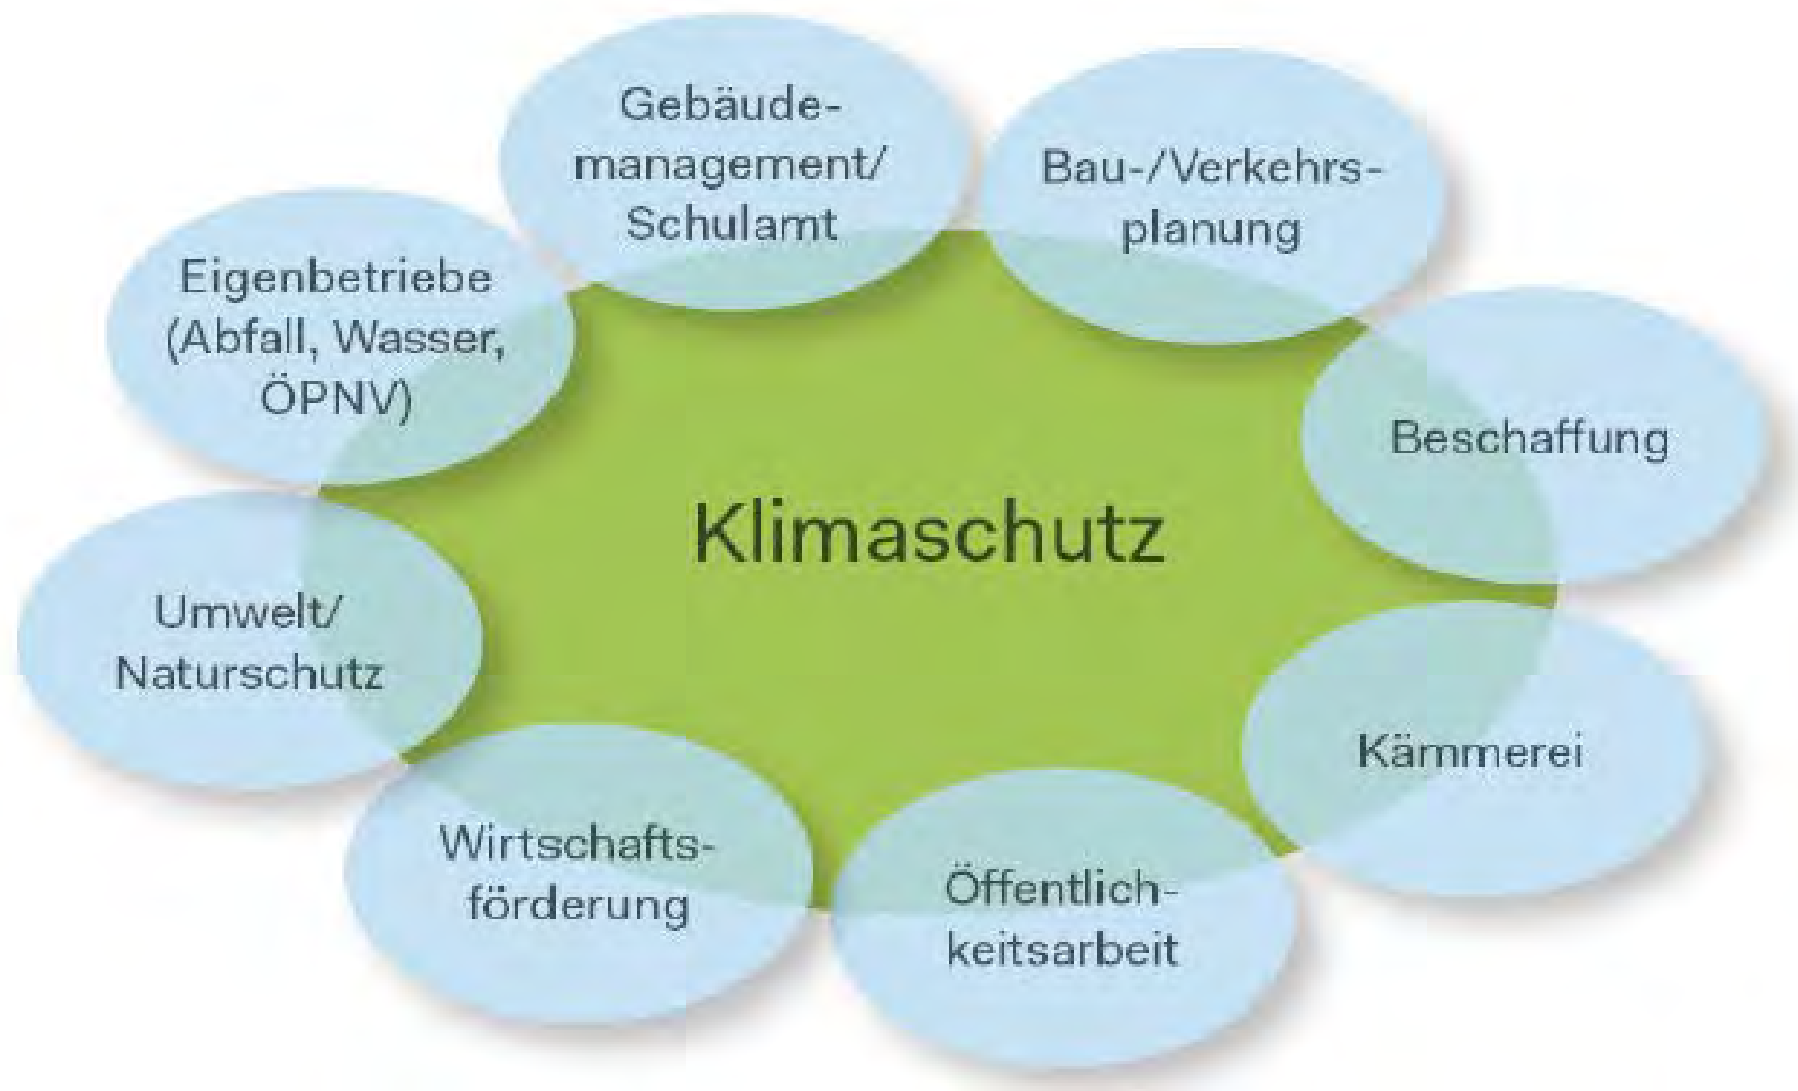 Gebäude-
management/
Schulamt
Bau-/Verkehrs-
planung
Eigenbetriebe
(Abfall, Wasser,
ÖPNV)
Beschaffung
Klimaschutz
Umwelt/
Naturschutz
Kämmerei
Wirtschafts-
förderung
Öffentlich-
keitsarbeit